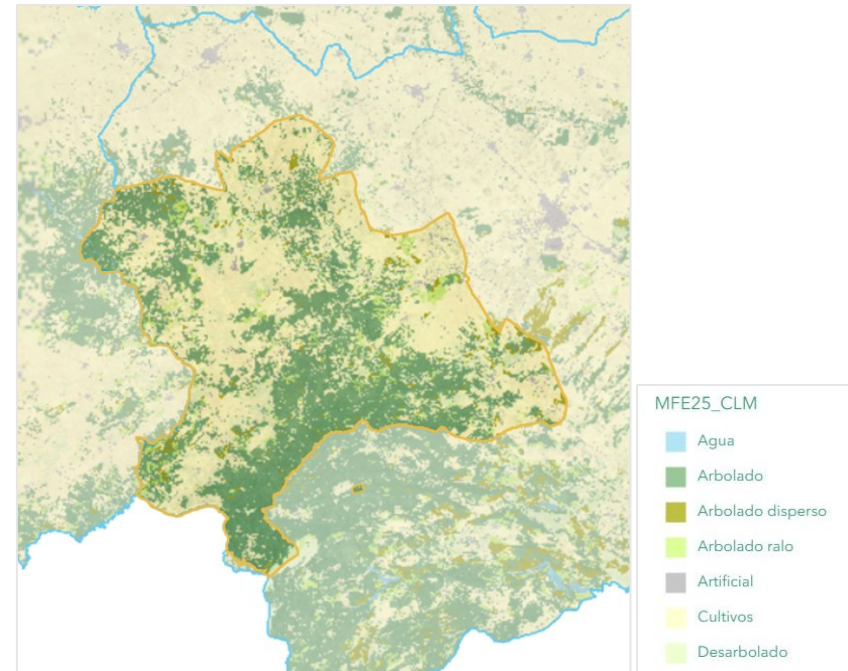 MFE25_CLM
Agua
Arbolado
Arbolado disperso
Arbolado ralo
Artificial
Cultivos
Desarbolado